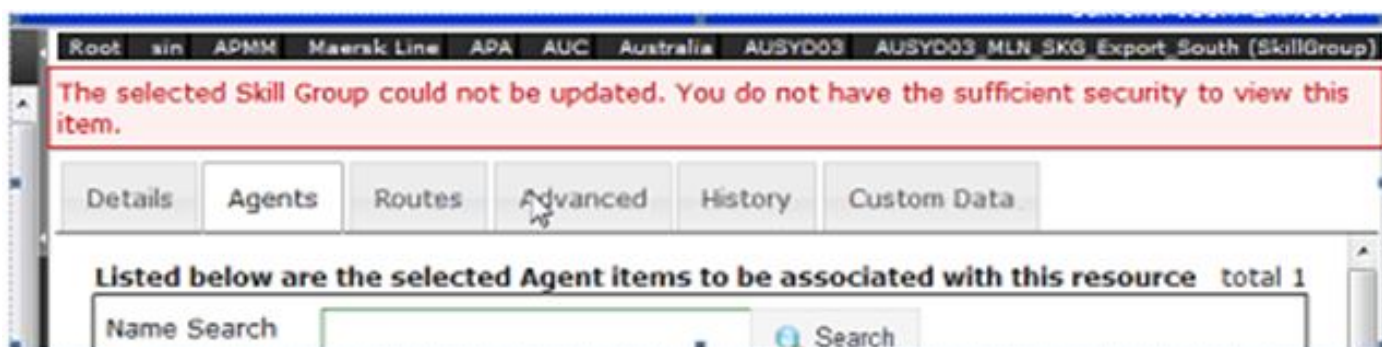 Root sin APMM Maersk Line APA AUC Australia AUSYD03 AUSYD03_MLN_SKG_Export_South (SkillGroup)
The selected Skill Group could not be updated. You do not have the sufficient security to view this
item.
Details Agents Routes Advanced History Custom Data
Listed below are the selected Agent items to be associated with this resource total 1
Name Search Search